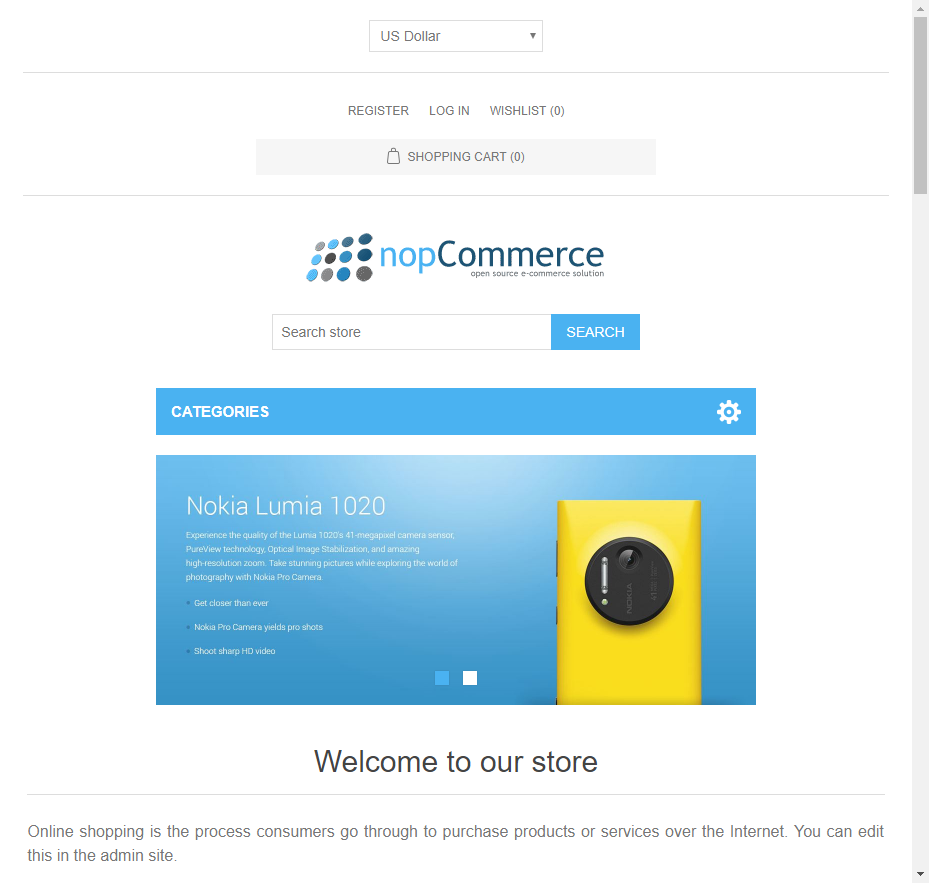 US Dollar
REGISTER LOG IN WISHLIST (0)
SHOPPING CART (0)
nopCommerce
open source e-commerce solution
Search store SEARCH
CATEGORIES
Nokia Lumia 1020
Experience the quality of the Lumia 1020's 41-megapixel camera sensor,
PureView technology, Optical Image Stabilization, and amazing
high-resolution zoom. Take stunning pictures while exploring the world of
photography with Nokia Pro Camera.
Get closer than ever
Nokia Pro Camera yields pro shots
Shoot sharp HD video
NOKIA
Welcome to our store
Online shopping is the process consumers go through to purchase products or services over the Internet. You can edit
this in the admin site.